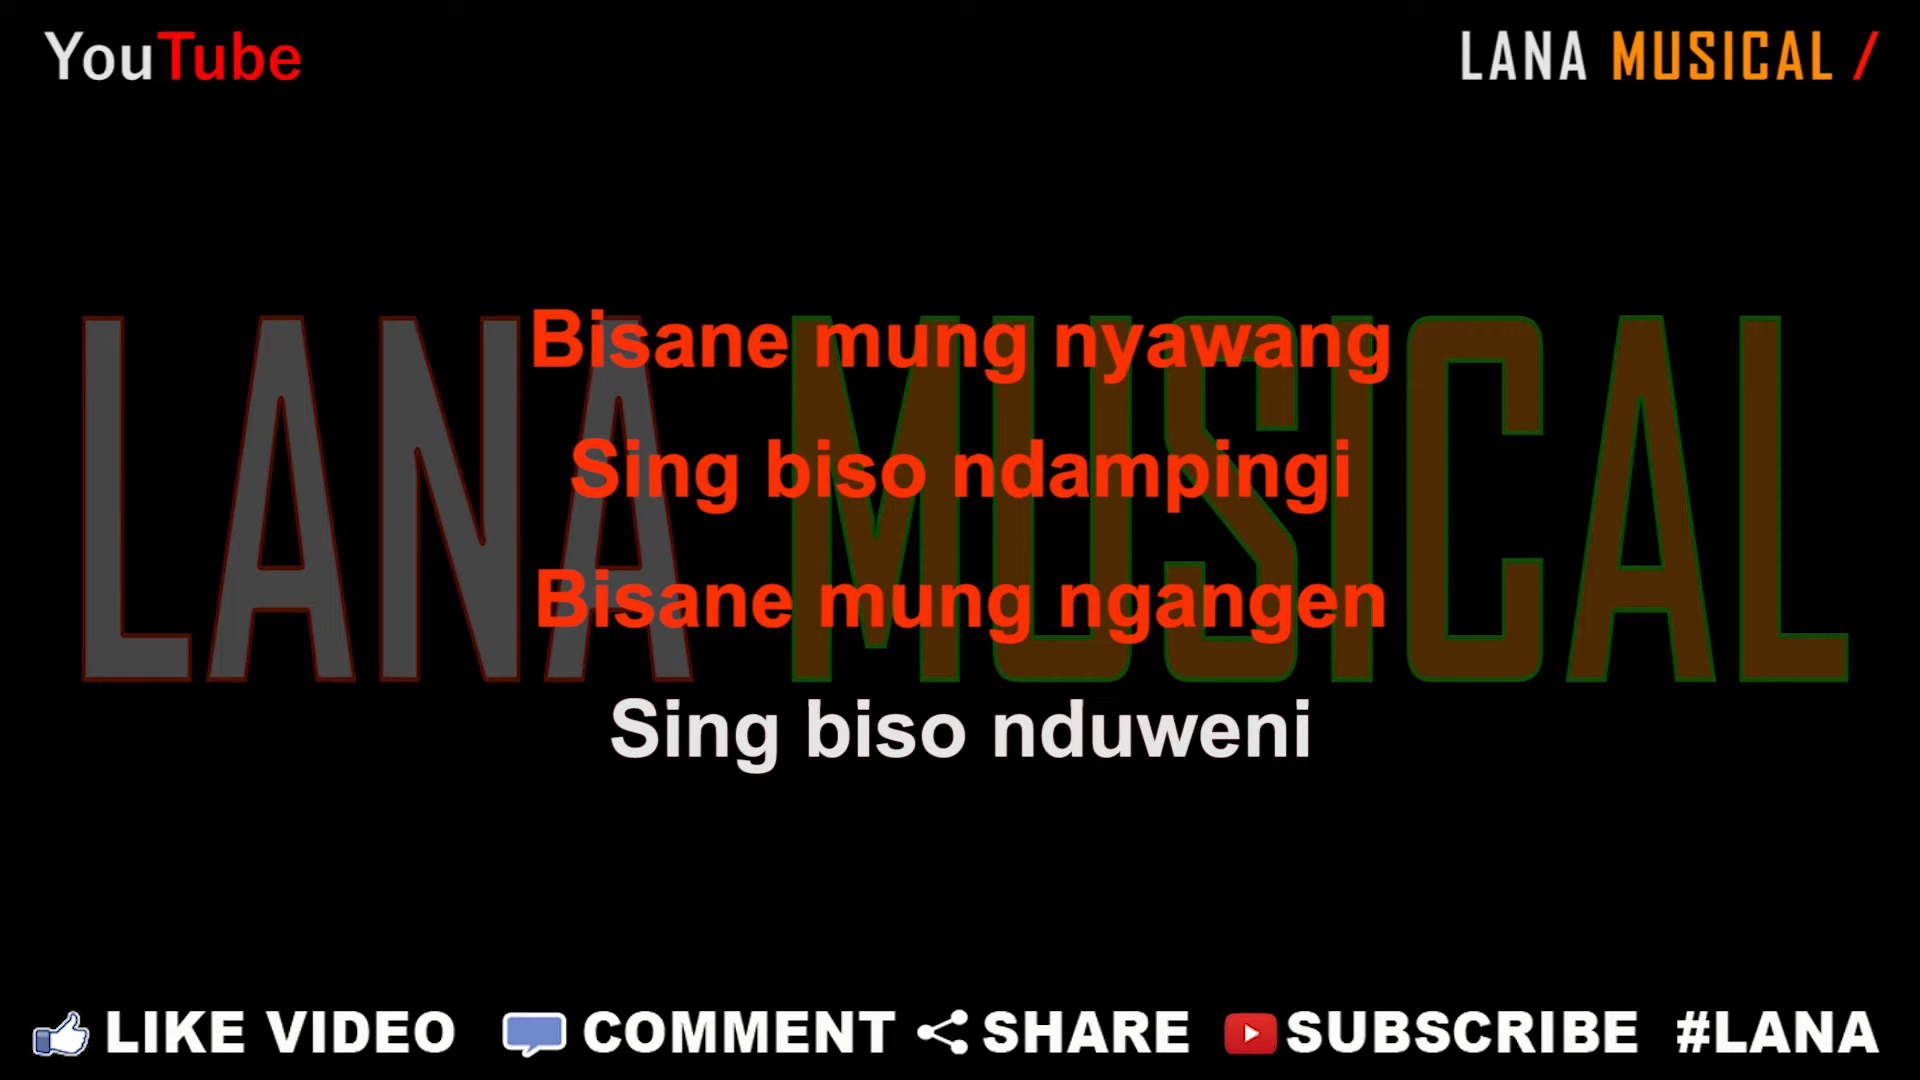 YouTube
LANA MUSICAL /
LANA MUSICAL
Bisane mung nyawang
Sing biso ndampingi
Bisane mung ngangen
Sing biso nduweni
LIKE VIDEO COMMENT SHARE SUBSCRIBE #LANA